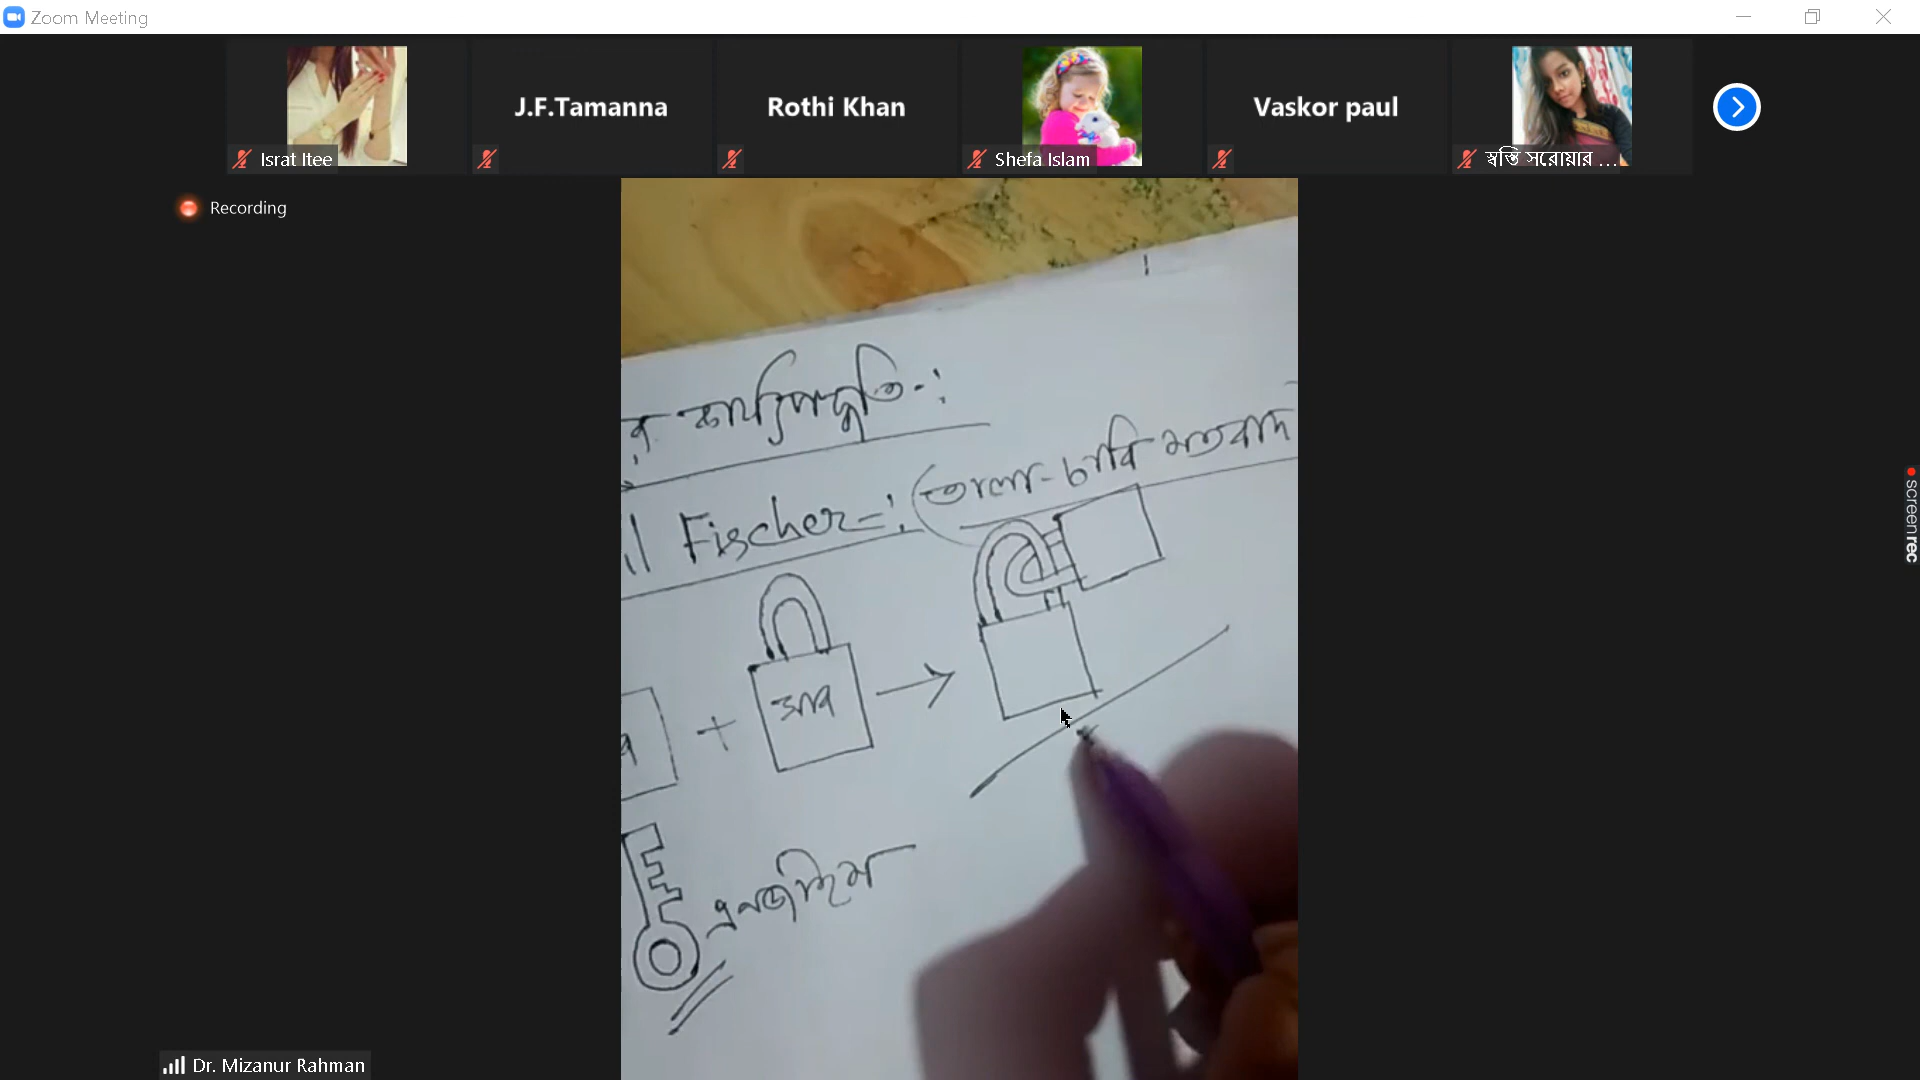 Zoom Meeting
J.F.Tamanna
Rothi Khan
Vaskor paul
Israt Itee
Shefa Islam
স্বস্তি সরোয়ার ...
Recording
র কার্যপদ্ধতি-:
il Fischer-: তালা-চাবি মতবাদ
তালা
+
→
এনজাইম
Dr. Mizanur Rahman
screenrec